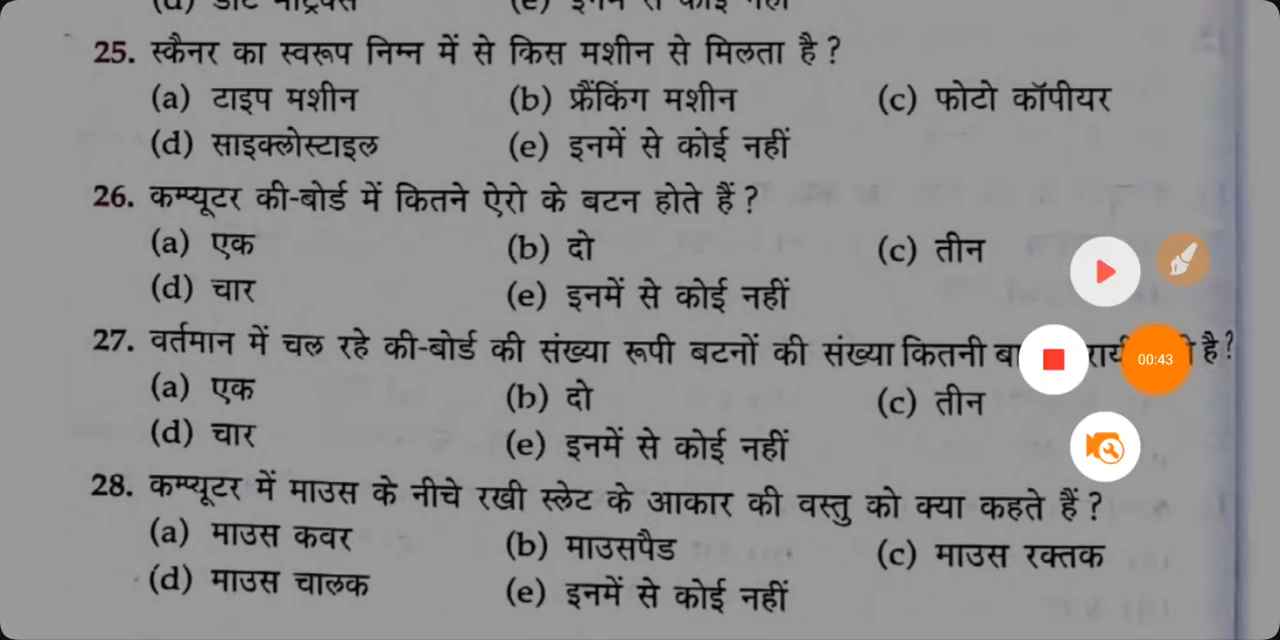 25. स्कैनर का स्वरूप निम्न में से किस मशीन से मिलता है ?
(a) टाइप मशीन (b) फ्रैंकिंग मशीन (c) फोटो कॉपीयर
(d) साइक्लोस्टाइल (e) इनमें से कोई नहीं
26. कम्प्यूटर की-बोर्ड में कितने ऐरो के बटन होते हैं ?
(a) एक (b) दो (c) तीन
(d) चार (e) इनमें से कोई नहीं
27. वर्तमान में चल रहे की-बोर्ड की संख्या रूपी बटनों की संख्या कितनी है ?
00:43
(a) एक (b) दो (c) तीन
(d) चार (e) इनमें से कोई नहीं
28. कम्प्यूटर में माउस के नीचे रखी स्लेट के आकार की वस्तु को क्या कहते हैं ?
(a) माउस कवर (b) माउसपैड (c) माउस रक्तक
(d) माउस चालक (e) इनमें से कोई नहीं